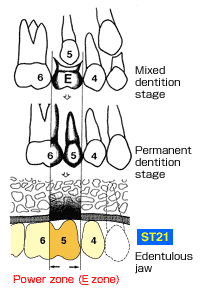 5
6 E 4
Mixed
dentition
stage
6 5 4
Permanent
dentition
stage
6 5 4
ST21
Edentulous
jaw
Power zone (E zone)